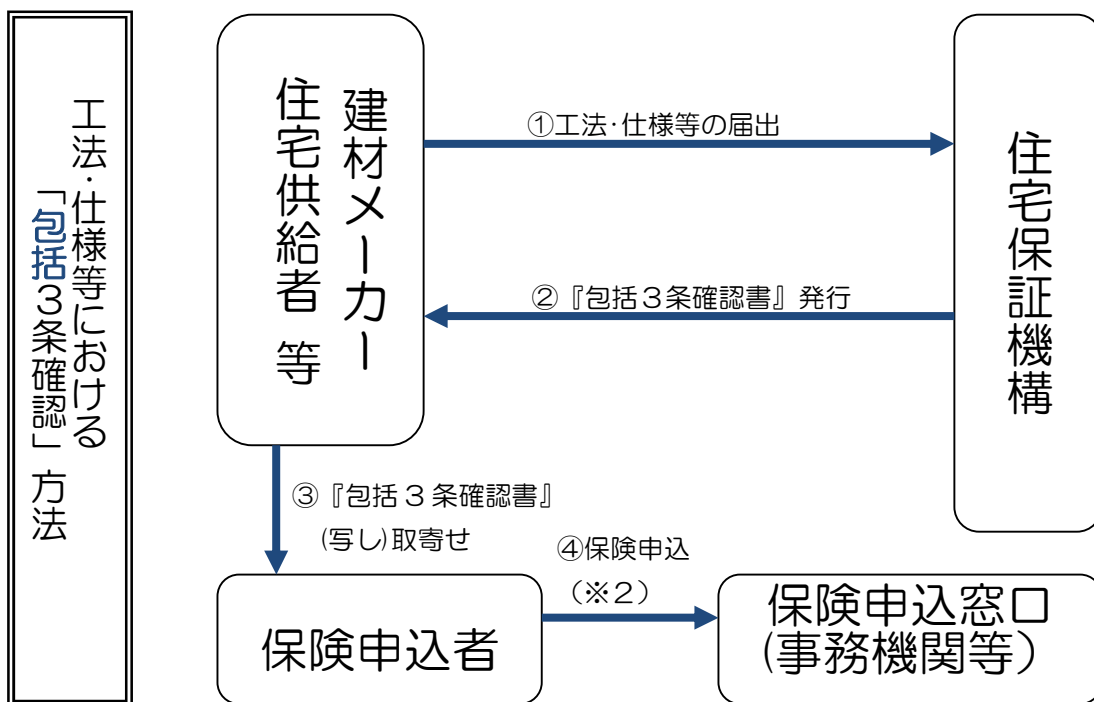 工法・仕様等における
「包括３条確認」方法
建材メーカー
住宅供給者 等
①工法・仕様等の届出
住宅保証機構
②『包括３条確認書』発行
③『包括３条確認書』
(写し)取寄せ
④保険申込
（※２）
保険申込者
保険申込窓口
(事務機関等）